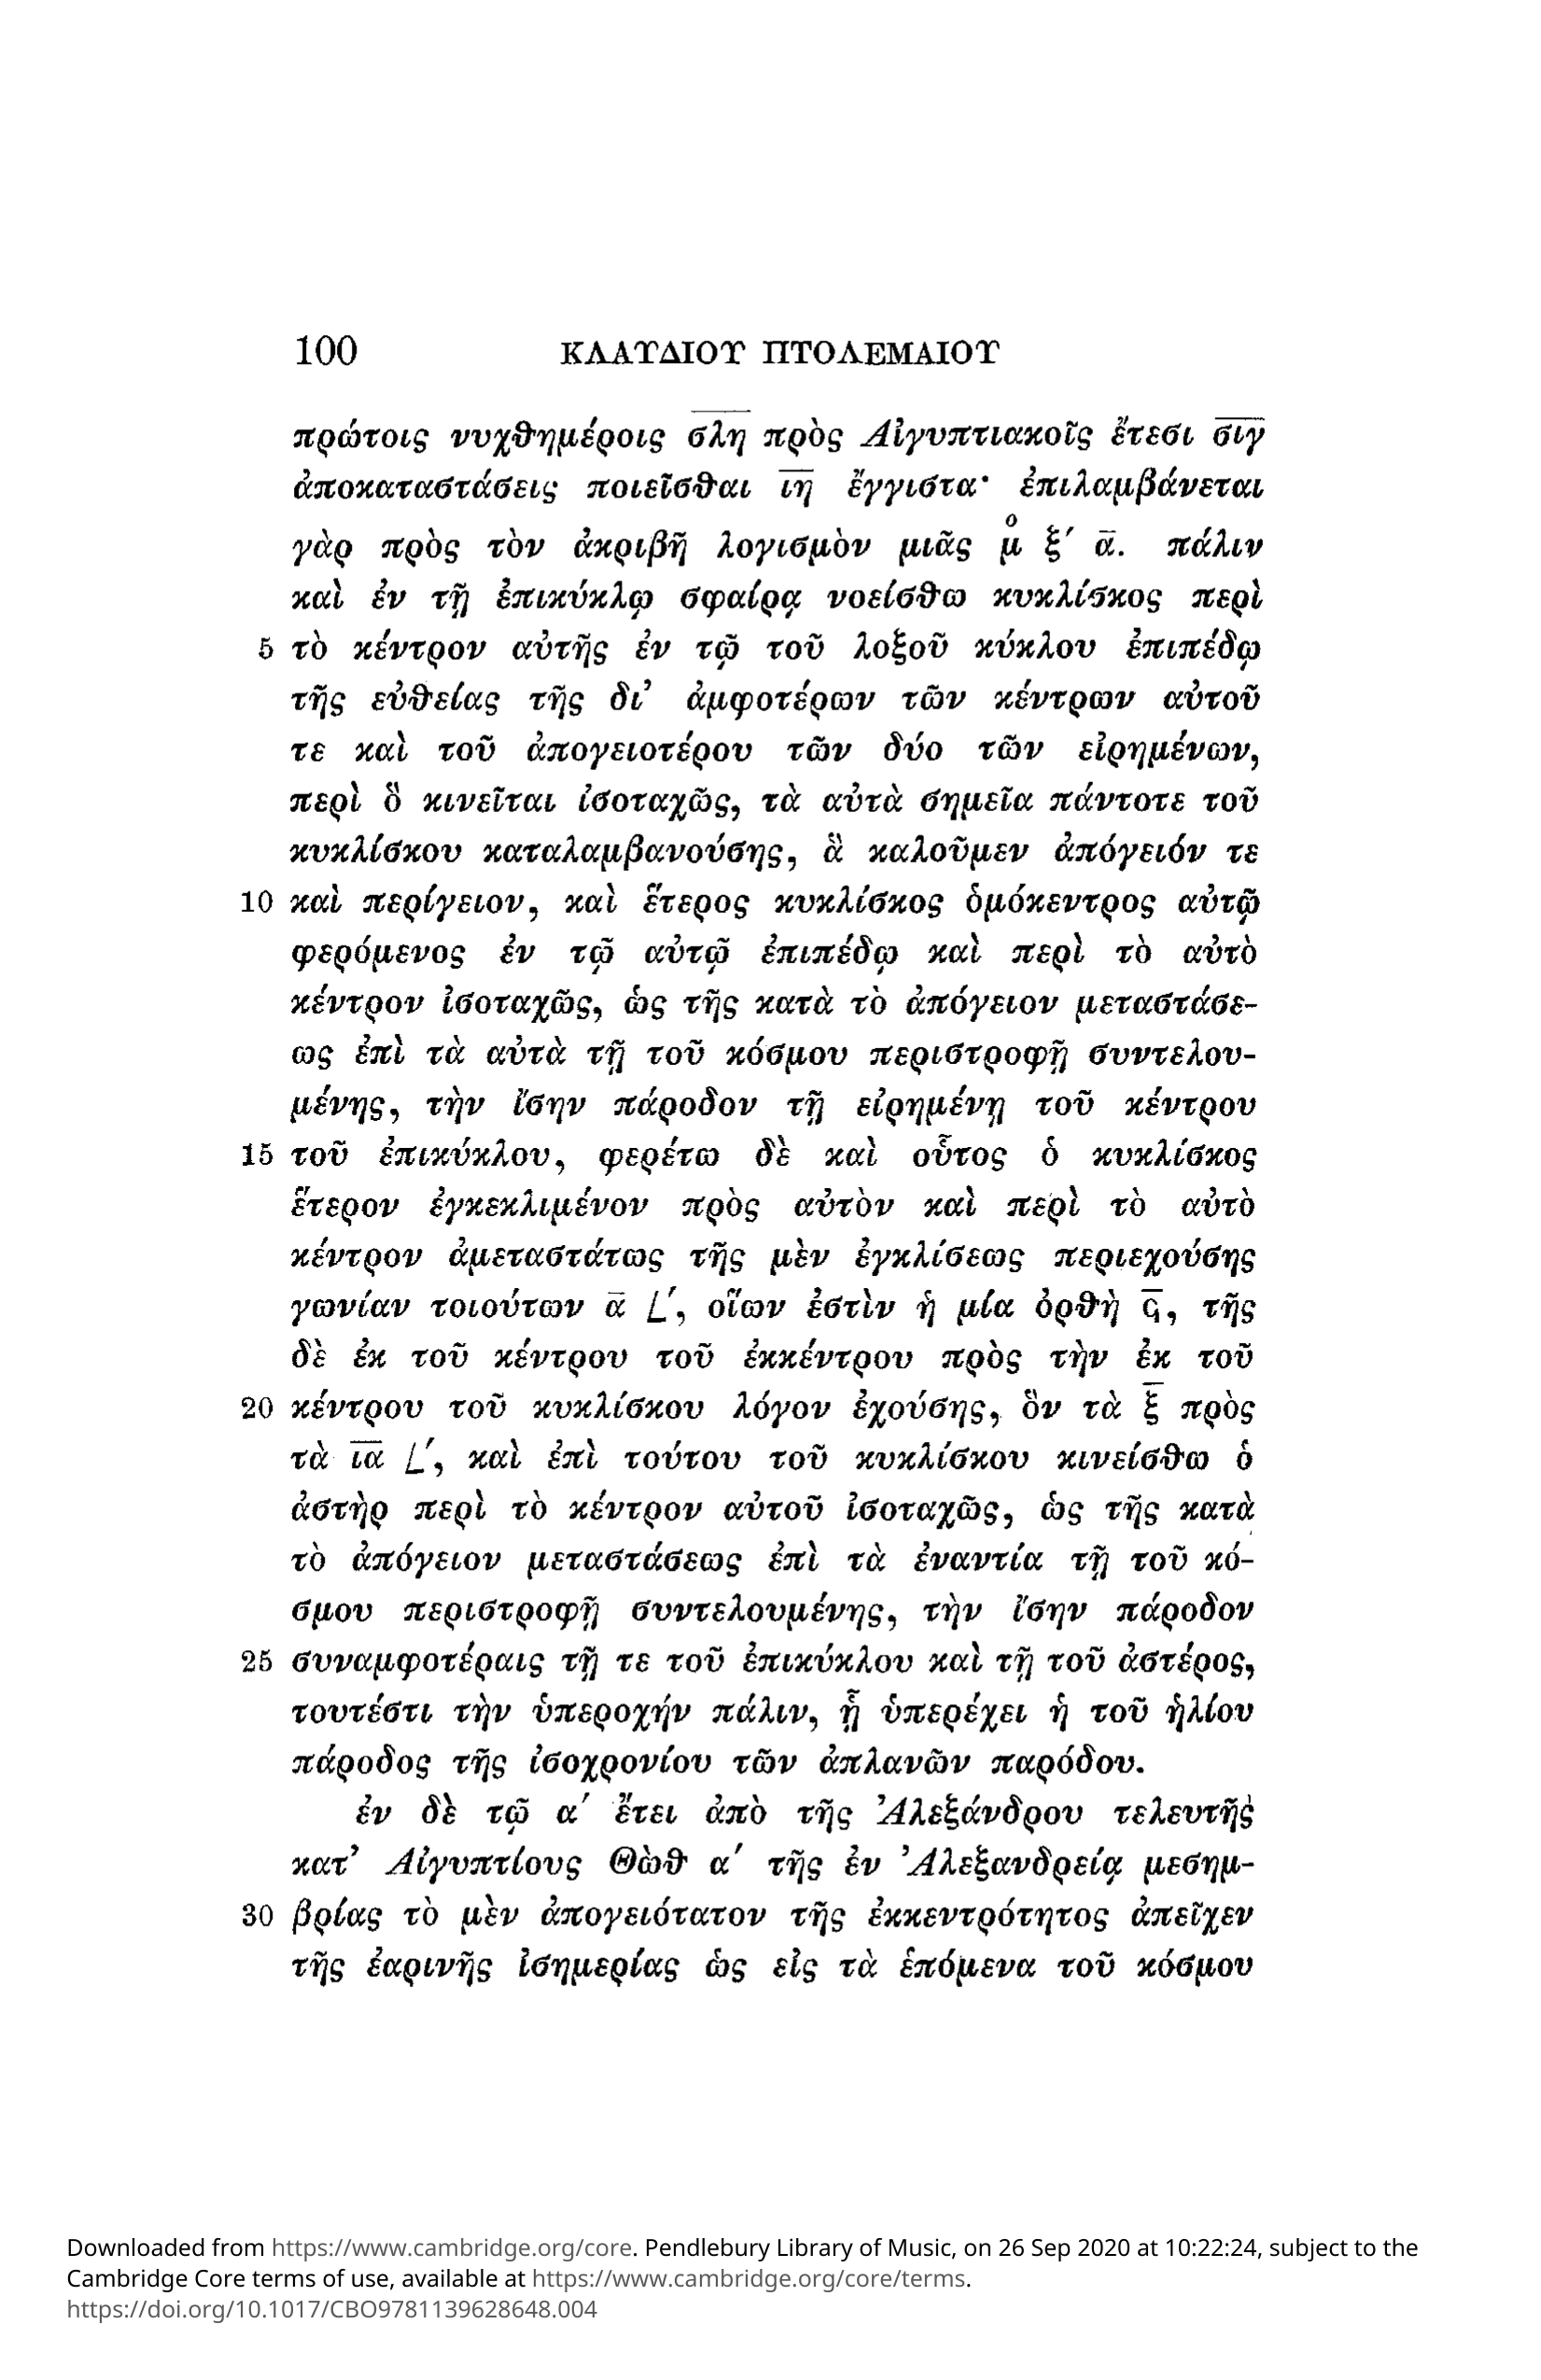 100 ΚΛΑΥΔΙΟΥ ΠΤΟΛΕΜΑΙΟΥ
πρώτοις νυχθημέροις σ̅λ̅η̅ πρὸς Αἰγυπτιακοῖς ἔτεσι σ̅ι̅γ̅
ἀποκαταστάσεις ποιεῖσθαι ι̅η̅ ἔγγιστα· ἐπιλαμβάνεται
γὰρ πρὸς τὸν ἀκριβῆ λογισμὸν μιᾶς μͦ ξʹ α̅. πάλιν
καὶ ἐν τῇ ἐπικύκλῳ σφαίρᾳ νοείσθω κυκλίσκος περὶ
5 τὸ κέντρον αὐτῆς ἐν τῷ τοῦ λοξοῦ κύκλου ἐπιπέδῳ
τῆς εὐθείας τῆς δι’ ἀμφοτέρων τῶν κέντρων αὐτοῦ
τε καὶ τοῦ ἀπογειοτέρου τῶν δύο τῶν εἰρημένων,
περὶ ὃ κινεῖται ἰσοταχῶς, τὰ αὐτὰ σημεῖα πάντοτε τοῦ
κυκλίσκου καταλαμβανούσης, ἃ καλοῦμεν ἀπόγειόν τε
10 καὶ περίγειον, καὶ ἕτερος κυκλίσκος ὁμόκεντρος αὐτῷ
φερόμενος ἐν τῷ αὐτῷ ἐπιπέδῳ καὶ περὶ τὸ αὐτὸ
κέντρον ἰσοταχῶς, ὡς τῆς κατὰ τὸ ἀπόγειον μεταστάσε-
ως ἐπὶ τὰ αὐτὰ τῇ τοῦ κόσμου περιστροφῇ συντελου-
μένης, τὴν ἴσην πάροδον τῇ εἰρημένῃ τοῦ κέντρου
15 τοῦ ἐπικύκλου, φερέτω δὲ καὶ οὗτος ὁ κυκλίσκος
ἕτερον ἐγκεκλιμένον πρὸς αὐτὸν καὶ περὶ τὸ αὐτὸ
κέντρον ἀμεταστάτως τῆς μὲν ἐγκλίσεως περιεχούσης
γωνίαν τοιούτων α̅ 𐅵ʹ, οἵων ἐστὶν ἡ μία ὀρθὴ ϟ̅, τῆς
δὲ ἐκ τοῦ κέντρου τοῦ ἐκκέντρου πρὸς τὴν ἐκ τοῦ
20 κέντρου τοῦ κυκλίσκου λόγον ἐχούσης, ὃν τὰ ξ̅ πρὸς
τὰ ι̅α̅ 𐅵ʹ, καὶ ἐπὶ τούτου τοῦ κυκλίσκου κινείσθω ὁ
ἀστὴρ περὶ τὸ κέντρον αὐτοῦ ἰσοταχῶς, ὡς τῆς κατὰ
τὸ ἀπόγειον μεταστάσεως ἐπὶ τὰ ἐναντία τῇ τοῦ κό-
σμου περιστροφῇ συντελουμένης, τὴν ἴσην πάροδον
25 συναμφοτέραις τῇ τε τοῦ ἐπικύκλου καὶ τῇ τοῦ ἀστέρος,
τουτέστι τὴν ὑπεροχήν πάλιν, ᾗ ὑπερέχει ἡ τοῦ ἡλίου
πάροδος τῆς ἰσοχρονίου τῶν ἀπλανῶν παρόδου.
ἐν δὲ τῷ αʹ ἔτει ἀπὸ τῆς Ἀλεξάνδρου τελευτῆς
κατ’ Αἰγυπτίους Θὼθ αʹ τῆς ἐν Ἀλεξανδρείᾳ μεσημ-
30 βρίας τὸ μὲν ἀπογειότατον τῆς ἐκκεντρότητος ἀπεῖχεν
τῆς ἐαρινῆς ἰσημερίας ὡς εἰς τὰ ἑπόμενα τοῦ κόσμου
Downloaded from https://www.cambridge.org/core. Pendlebury Library of Music, on 26 Sep 2020 at 10:22:24, subject to the
Cambridge Core terms of use, available at https://www.cambridge.org/core/terms.
https://doi.org/10.1017/CBO9781139628648.004